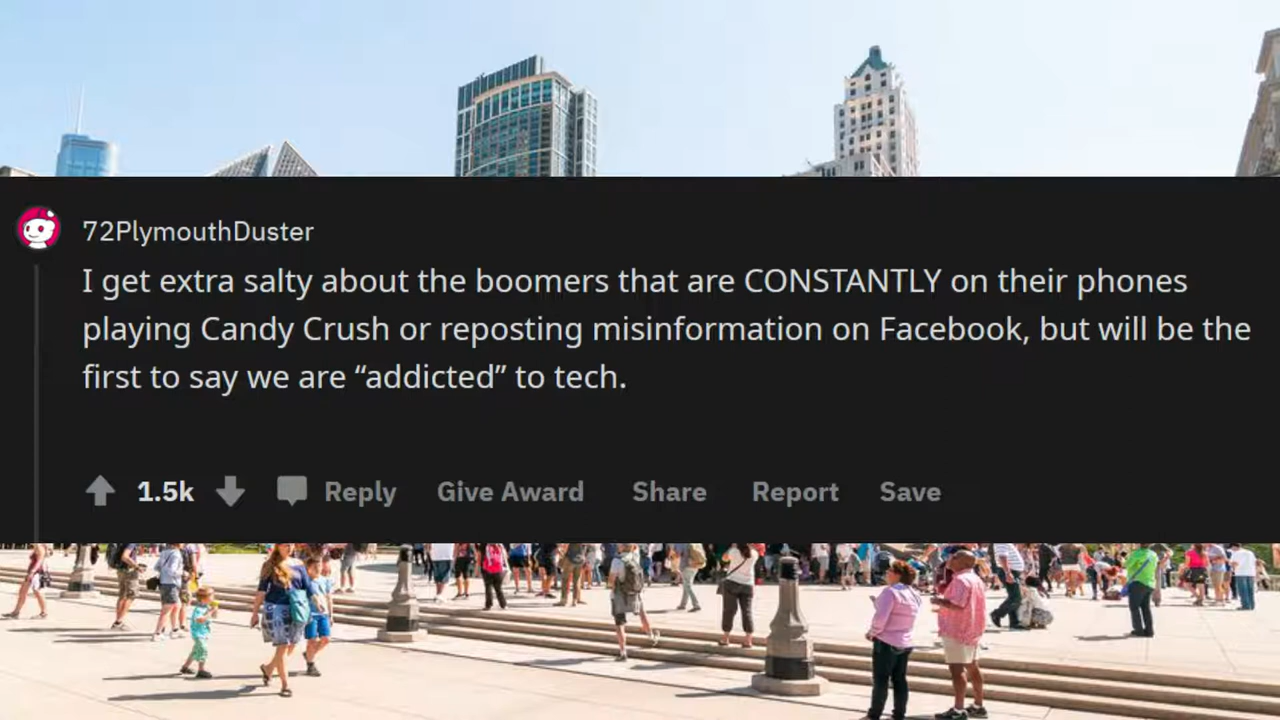 72PlymouthDuster
I get extra salty about the boomers that are CONSTANTLY on their phones
playing Candy Crush or reposting misinformation on Facebook, but will be the
first to say we are “addicted” to tech.
1.5k Reply Give Award Share Report Save